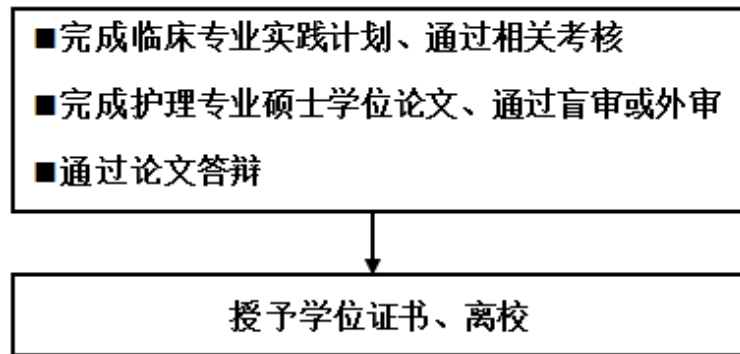 ■完成临床专业实践计划、通过相关考核
■完成护理专业硕士学位论文、通过盲审或外审
■通过论文答辩
授予学位证书、离校